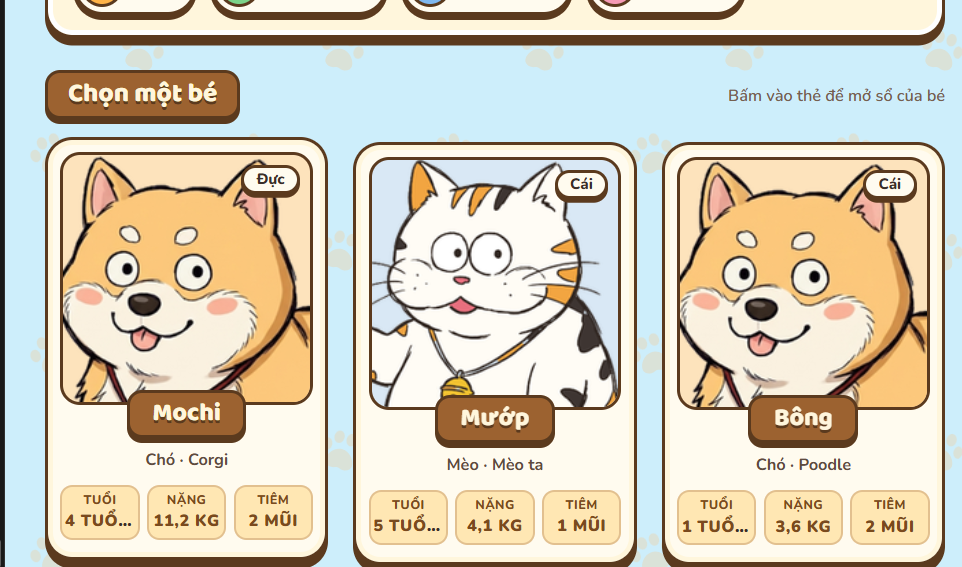 Chọn một bé
Bấm vào thẻ để mở sổ của bé
Đực
Cái
Cái
Mochi
Mướp
Bông
Chó · Corgi
Mèo · Mèo ta
Chó · Poodle
TUỔI NẶNG TIÊM
4 TUỔ... 11,2 KG 2 MŨI
TUỔI NẶNG TIÊM
5 TUỔ... 4,1 KG 1 MŨI
TUỔI NẶNG TIÊM
1 TUỔ... 3,6 KG 2 MŨI